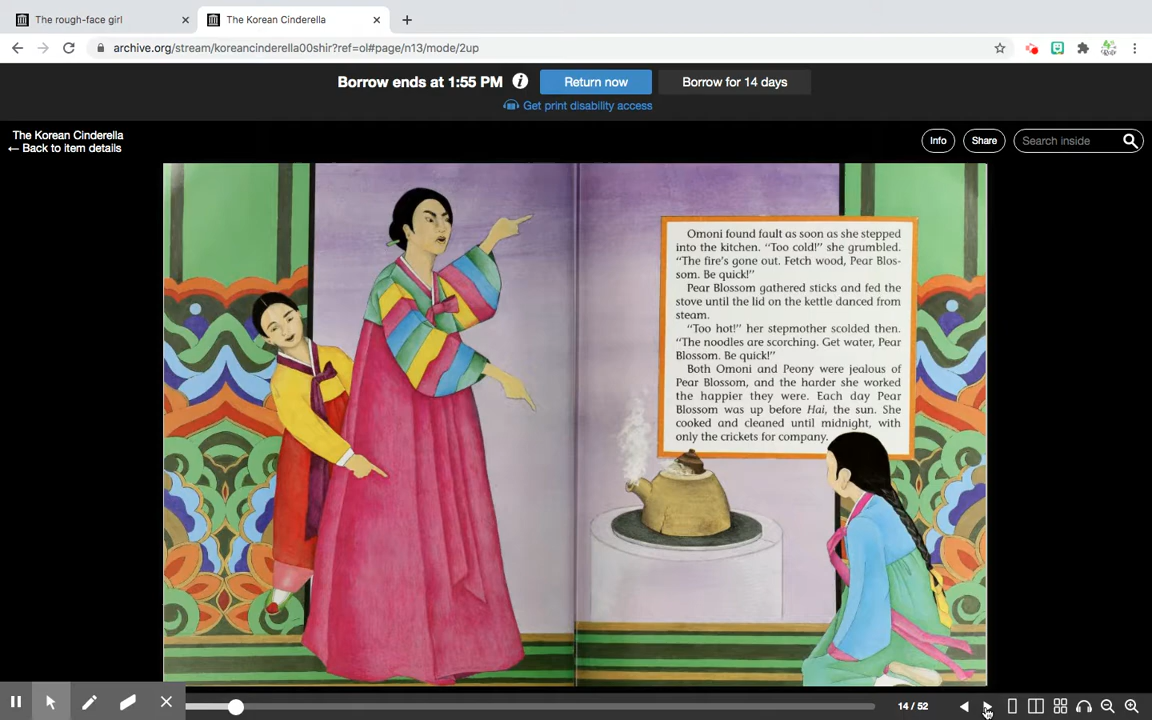 The rough-face girl
The Korean Cinderella
archive.org/stream/koreancinderella00shir?ref=ol#page/n13/mode/2up
Borrow ends at 1:55 PM
Return now
Borrow for 14 days
Get print disability access
The Korean Cinderella
← Back to item details
Info
Share
Search inside
Omoni found fault as soon as she stepped
into the kitchen. “Too cold!” she grumbled.
“The fire’s gone out. Fetch wood, Pear Blos-
som. Be quick!”
Pear Blossom gathered sticks and fed the
stove until the lid on the kettle danced from
steam.
“Too hot!” her stepmother scolded then.
“The noodles are scorching. Get water, Pear
Blossom. Be quick!”
Both Omoni and Peony were jealous of
Pear Blossom, and the harder she worked
the happier they were. Each day Pear
Blossom was up before Hai, the sun. She
cooked and cleaned until midnight, with
only the crickets for company.
14 / 52